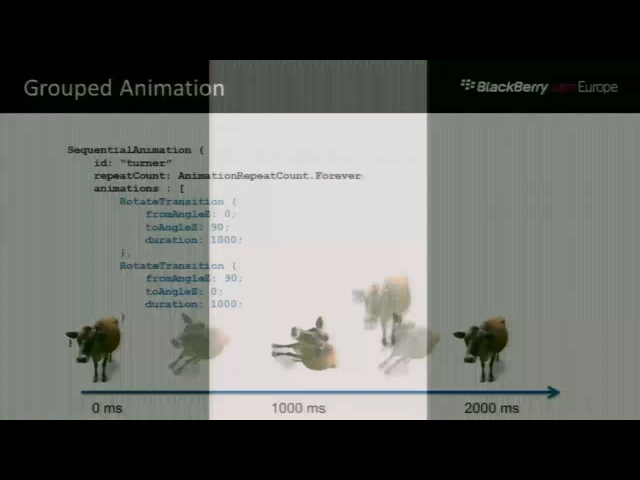 Grouped Animation
BlackBerry jam Europe
SequentialAnimation {
id: "turner"
repeatCount: AnimationRepeatCount.Forever
animations : [
RotateTransition {
fromAngleZ: 0;
toAngleZ: 90;
duration: 1000;
},
RotateTransition {
fromAngleZ: 90;
toAngleZ: 0;
duration: 1000;
}
0 ms
1000 ms
2000 ms